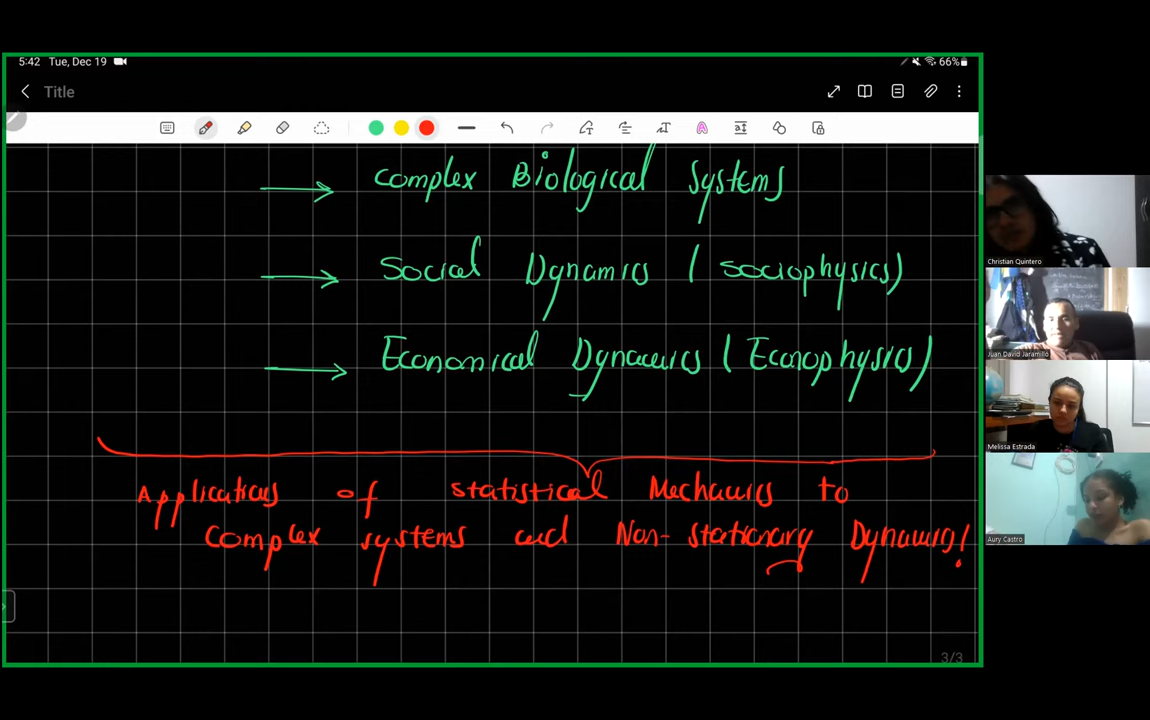 5:42 Tue, Dec 19 66%
Title
→ Complex Biological Systems
→ Social Dynamics (Sociophysics)
→ Economical Dynamics (Econophysics)
Applications of statistical Mechanics to
Complex systems and Non-stationary Dynamics!
3/3
Christian Quintero
Juan David Jaramillo
Melissa Estrada
Aury Castro